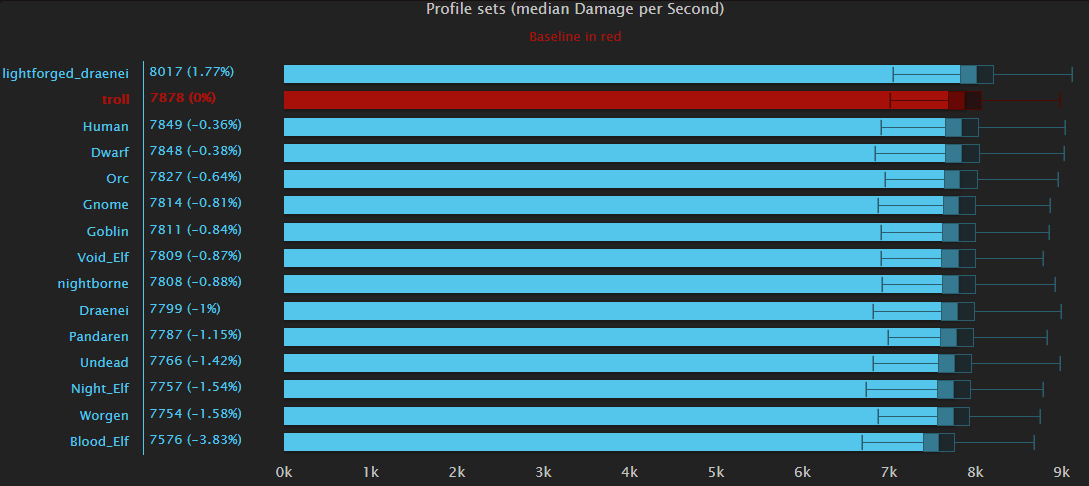 Profile sets (median Damage per Second)
Baseline in red
lightforged_draenei 8017 (1.77%)
troll 7878 (0%)
Human 7849 (-0.36%)
Dwarf 7848 (-0.38%)
Orc 7827 (-0.64%)
Gnome 7814 (-0.81%)
Goblin 7811 (-0.84%)
Void_Elf 7809 (-0.87%)
nightborne 7808 (-0.88%)
Draenei 7799 (-1%)
Pandaren 7787 (-1.15%)
Undead 7766 (-1.42%)
Night_Elf 7757 (-1.54%)
Worgen 7754 (-1.58%)
Blood_Elf 7576 (-3.83%)
0k 1k 2k 3k 4k 5k 6k 7k 8k 9k